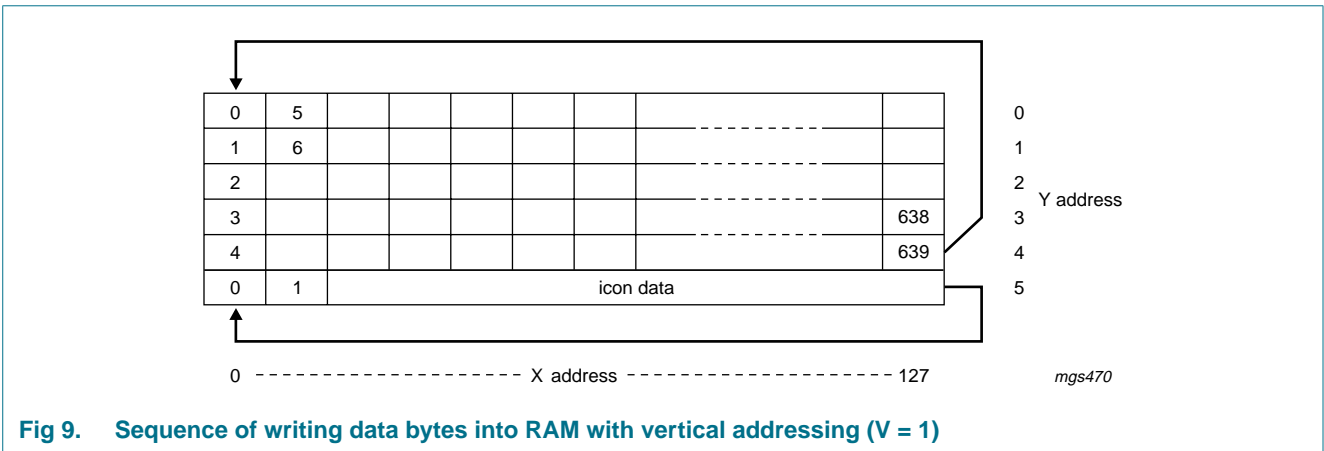 0 5 0
1 6 1
2 2
Y address
3 638 3
4 639 4
0 1 icon data 5
0 X address 127 mgs470
Fig 9. Sequence of writing data bytes into RAM with vertical addressing (V = 1)